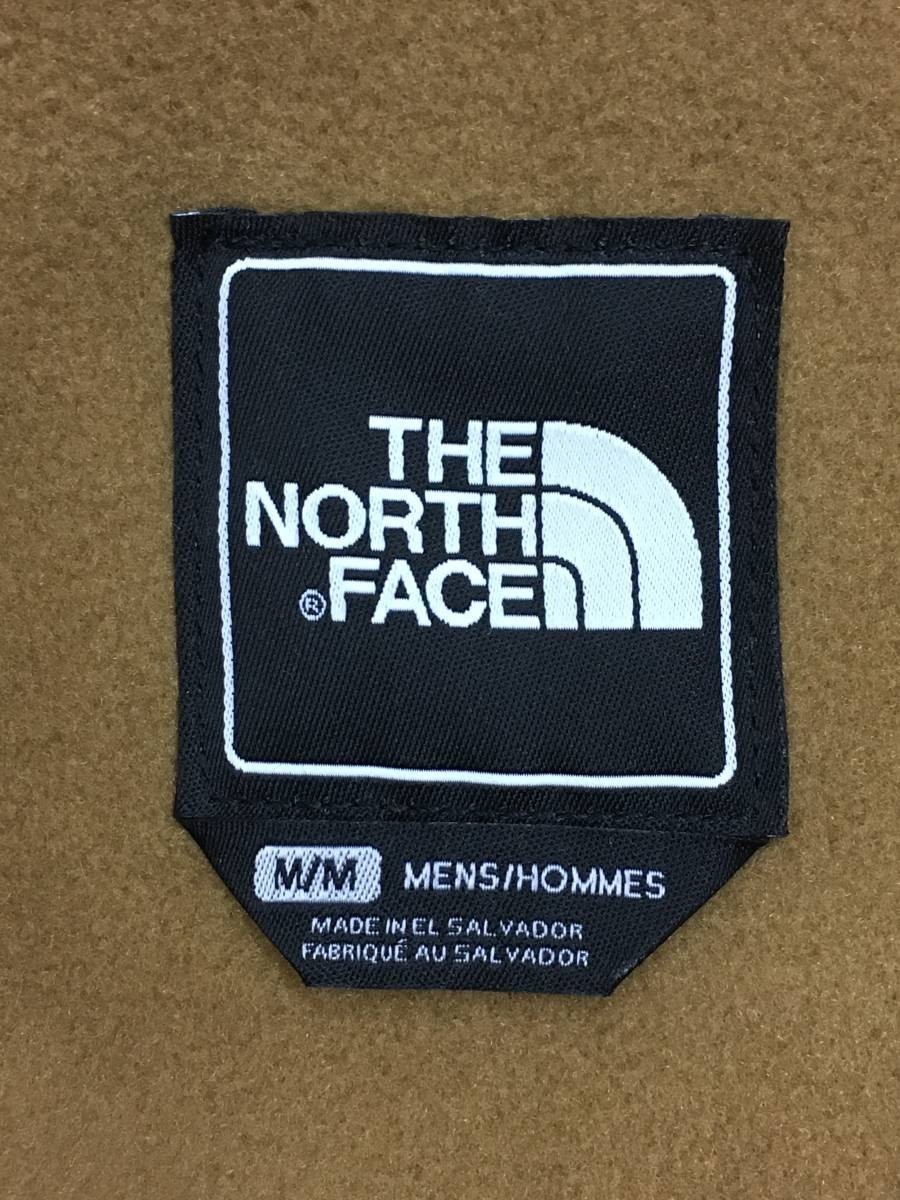 THE
NORTH
®FACE
M/M MENS/HOMMES
MADE IN EL SALVADOR
FABRIQUÉ AU SALVADOR